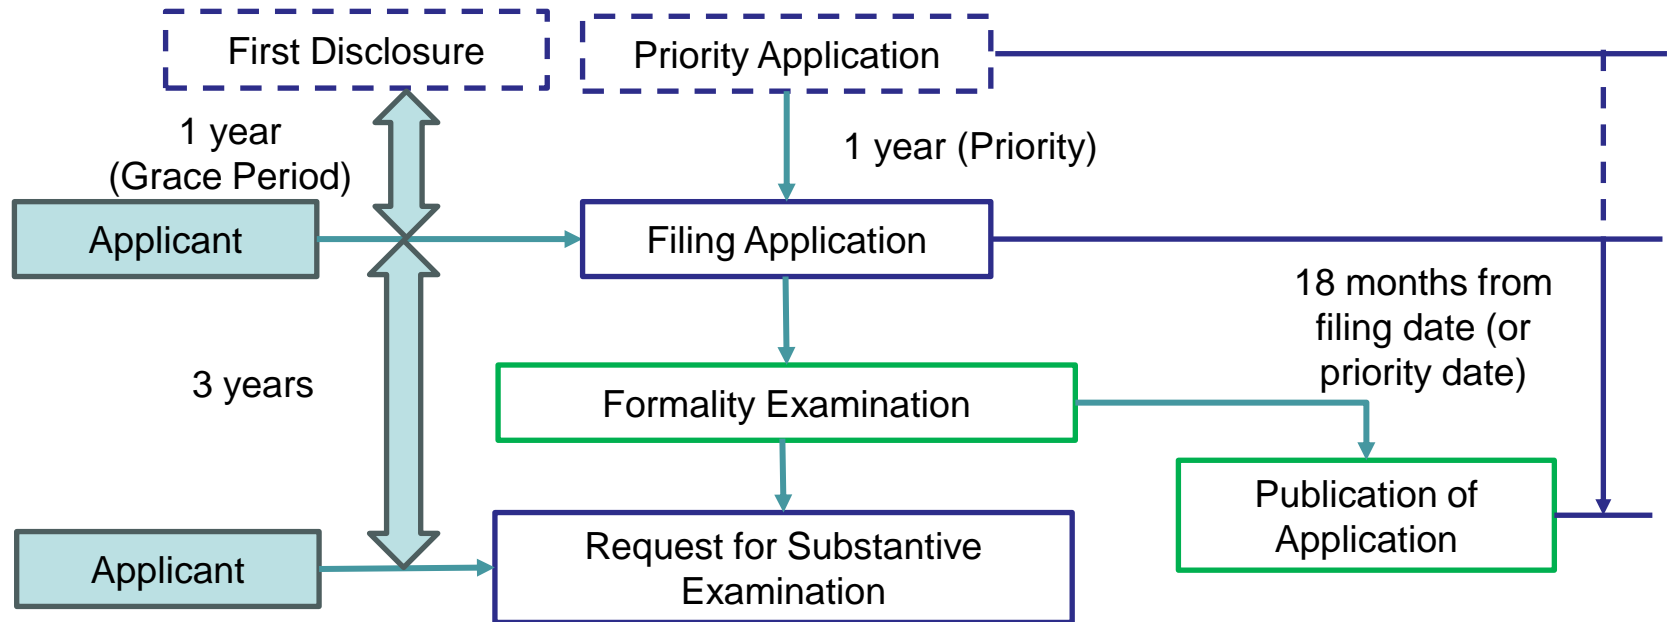 First Disclosure
Priority Application
1 year
(Grace Period)
1 year (Priority)
Applicant
Filing Application
18 months from
filing date (or
priority date)
3 years
Formality Examination
Publication of
Application
Applicant
Request for Substantive
Examination